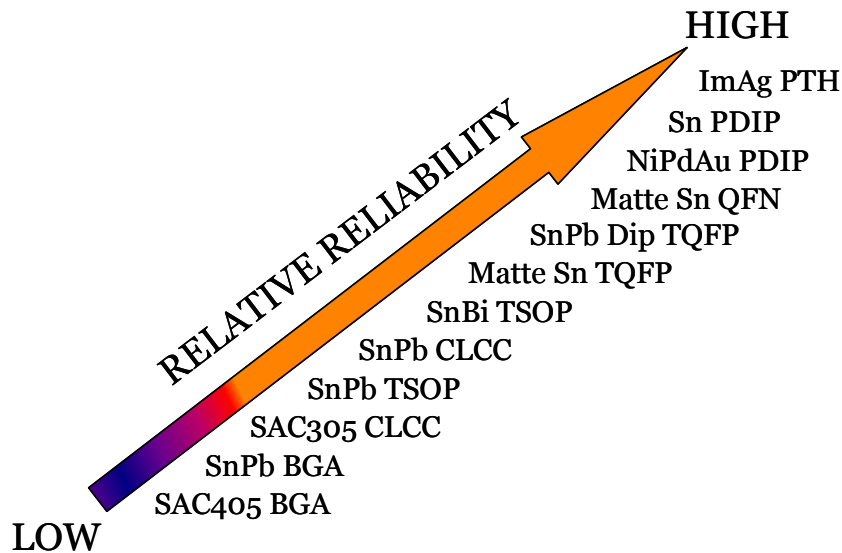 HIGH
ImAg PTH
Sn PDIP
NiPdAu PDIP
Matte Sn QFN
SnPb Dip TQFP
Matte Sn TQFP
SnBi TSOP
SnPb CLCC
SnPb TSOP
SAC305 CLCC
SnPb BGA
SAC405 BGA
LOW
RELATIVE RELIABILITY